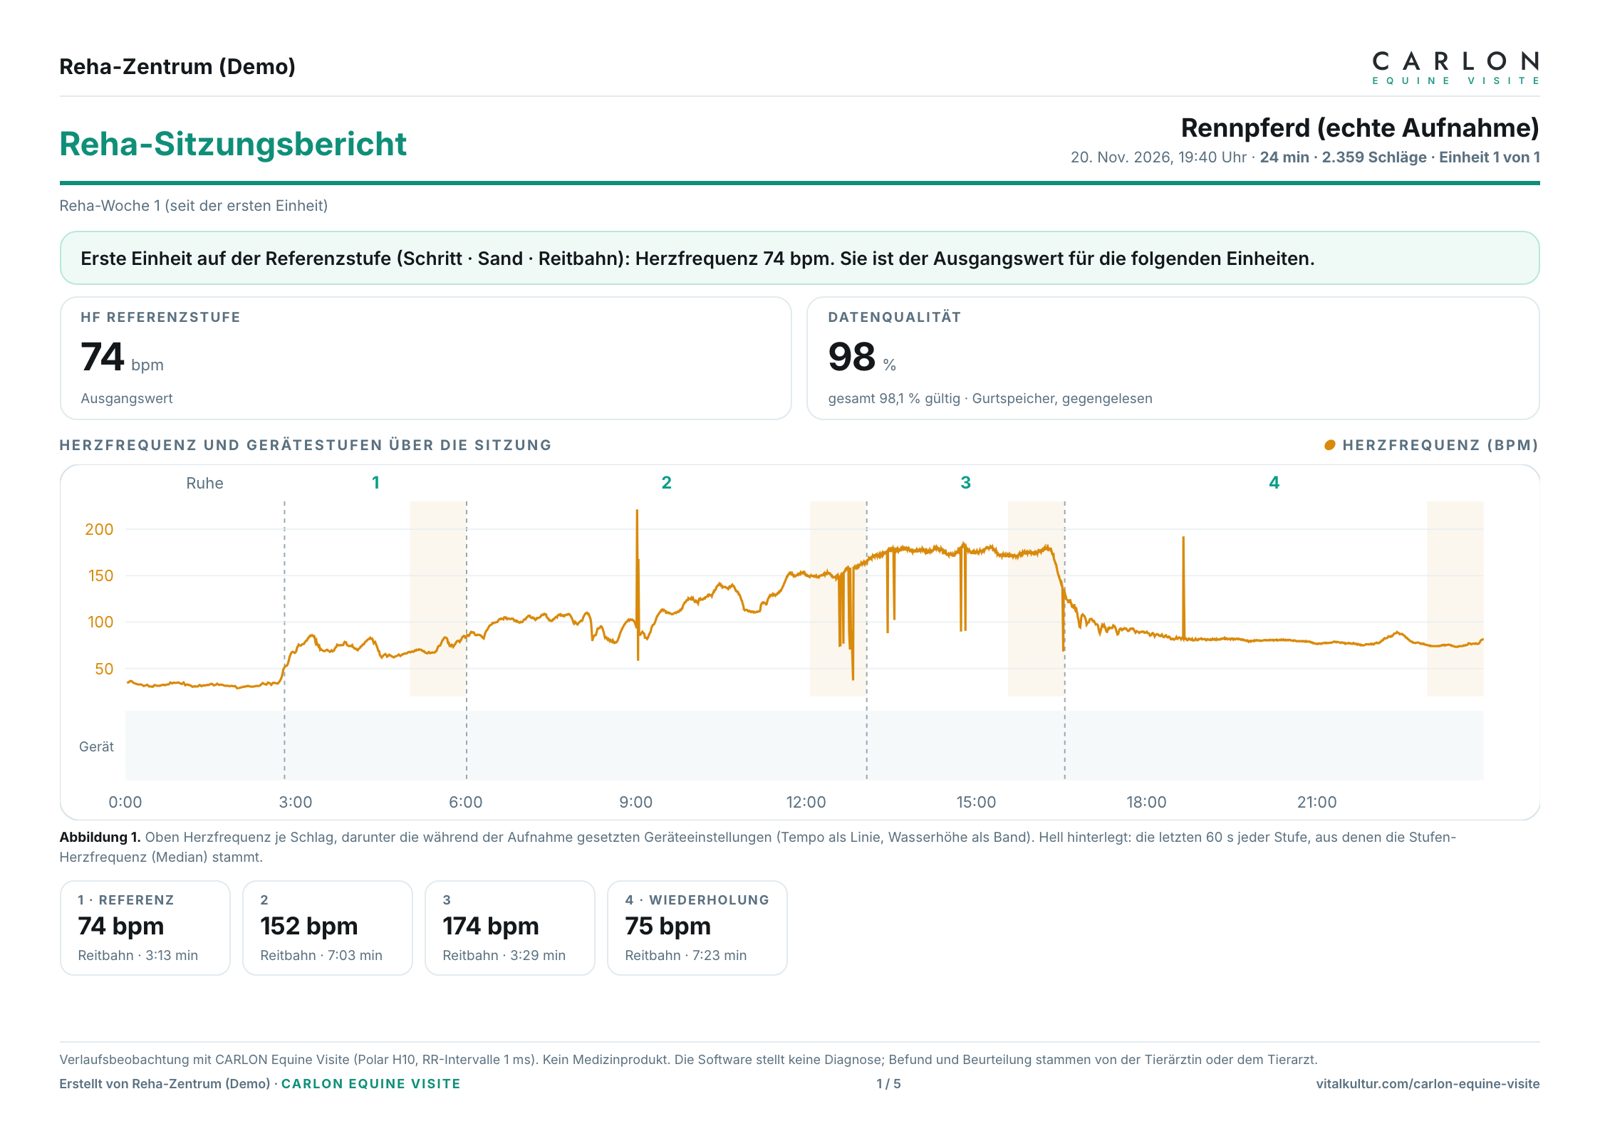 Reha-Zentrum (Demo)
CARLON
EQUINE VISITE
Reha-Sitzungsbericht
Rennpferd (echte Aufnahme)
20. Nov. 2026, 19:40 Uhr · 24 min · 2.359 Schläge · Einheit 1 von 1
Reha-Woche 1 (seit der ersten Einheit)
Erste Einheit auf der Referenzstufe (Schritt · Sand · Reitbahn): Herzfrequenz 74 bpm. Sie ist der Ausgangswert für die folgenden Einheiten.
HF REFERENZSTUFE
74 bpm
Ausgangswert
DATENQUALITÄT
98 %
gesamt 98,1 % gültig · Gurtspeicher, gegengelesen
HERZFREQUENZ UND GERÄTESTUFEN ÜBER DIE SITZUNG
HERZFREQUENZ (BPM)
Ruhe 1 2 3 4
200
150
100
50
Gerät
0:00 3:00 6:00 9:00 12:00 15:00 18:00 21:00
Abbildung 1. Oben Herzfrequenz je Schlag, darunter die während der Aufnahme gesetzten Geräteeinstellungen (Tempo als Linie, Wasserhöhe als Band). Hell hinterlegt: die letzten 60 s jeder Stufe, aus denen die Stufen-
Herzfrequenz (Median) stammt.
1 · REFERENZ
74 bpm
Reitbahn · 3:13 min
2
152 bpm
Reitbahn · 7:03 min
3
174 bpm
Reitbahn · 3:29 min
4 · WIEDERHOLUNG
75 bpm
Reitbahn · 7:23 min
Verlaufsbeobachtung mit CARLON Equine Visite (Polar H10, RR-Intervalle 1 ms). Kein Medizinprodukt. Die Software stellt keine Diagnose; Befund und Beurteilung stammen von der Tierärztin oder dem Tierarzt.
Erstellt von Reha-Zentrum (Demo) · CARLON EQUINE VISITE
1 / 5
vitalkultur.com/carlon-equine-visite